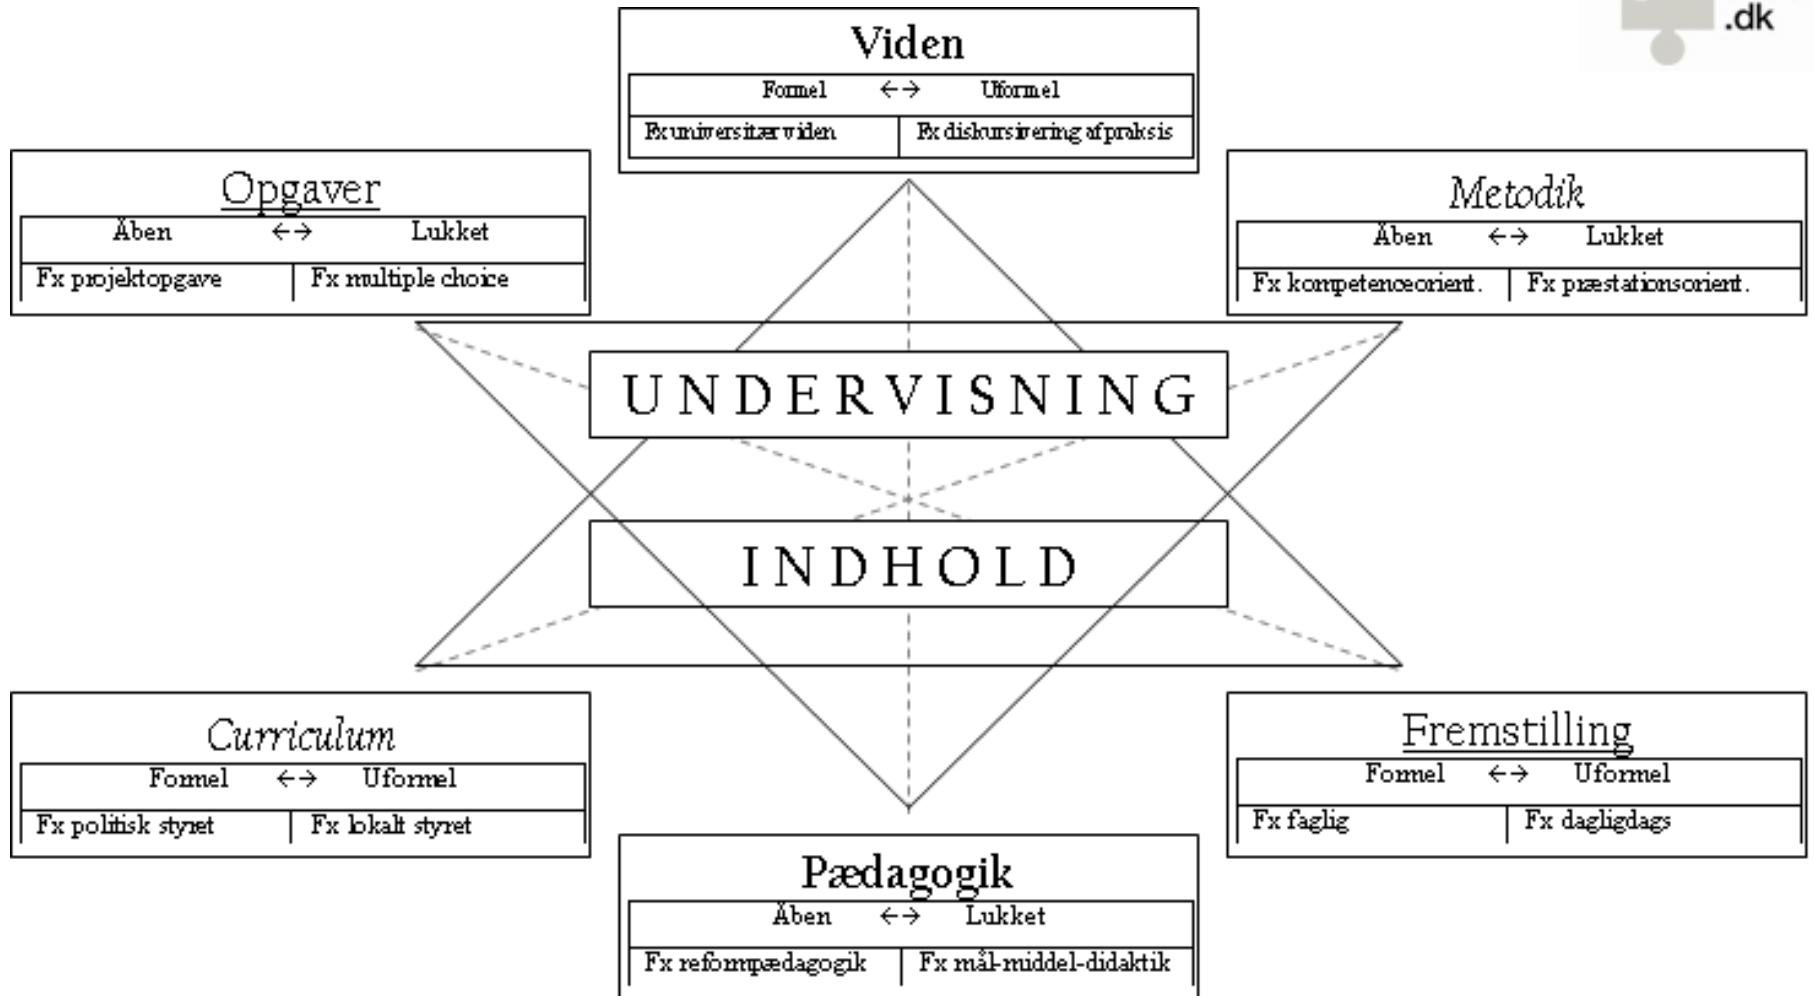 .dk
Viden
Formel ←→ Uformel
Fx universitær viden Fx diskursivering af praksis
Opgaver
Åben ←→ Lukket
Fx projektopgave Fx multiple choice
Metodik
Åben ←→ Lukket
Fx kompetenceorient. Fx præstationsorient.
UNDERVISNING
INDHOLD
Curriculum
Formel ←→ Uformel
Fx politisk styret Fx lokalt styret
Fremstilling
Formel ←→ Uformel
Fx faglig Fx dagligdags
Pædagogik
Åben ←→ Lukket
Fx reformpædagogik Fx mål-middel-didaktik